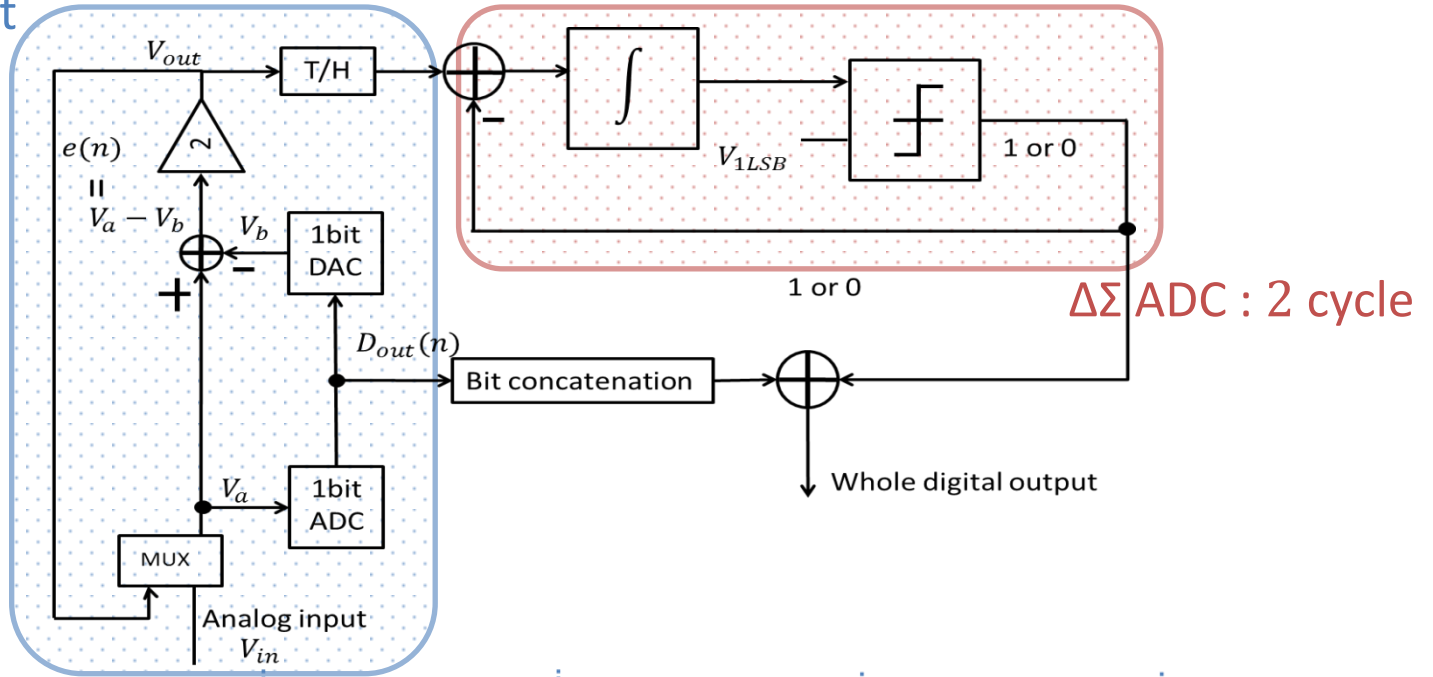 t
V_out
T/H
∫
−
V_1LSB
1 or 0
e(n)
=
V_a − V_b
2
V_b
−
+
1bit
DAC
1 or 0
ΔΣ ADC : 2 cycle
D_out(n)
Bit concatenation
V_a
1bit
ADC
Whole digital output
MUX
Analog input
V_in